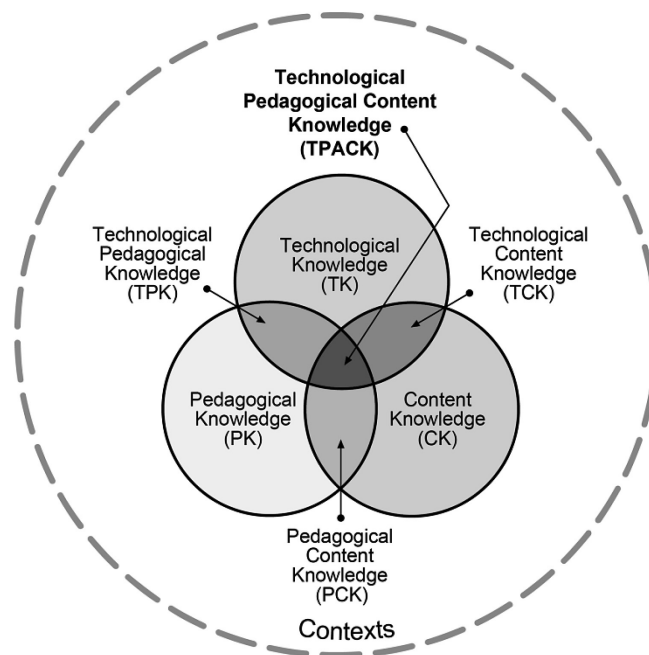 Technological
Pedagogical Content
Knowledge
(TPACK)
Technological
Pedagogical
Knowledge
(TPK)
Technological
Knowledge
(TK)
Technological
Content
Knowledge
(TCK)
Pedagogical
Knowledge
(PK)
Content
Knowledge
(CK)
Pedagogical
Content
Knowledge
(PCK)
Contexts